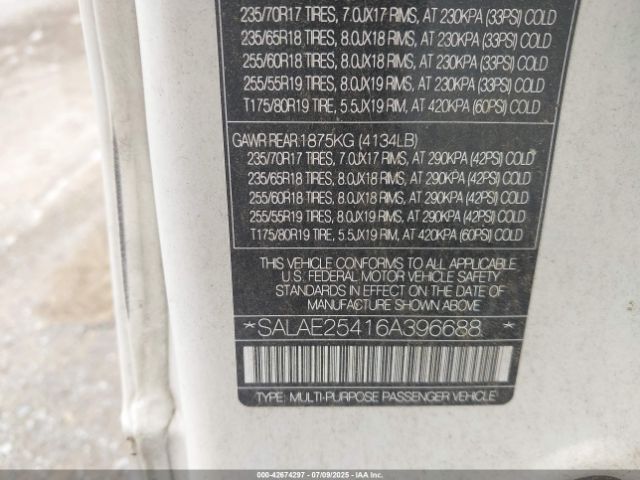 235/70R17 TIRES, 7.0JX17 RIMS, AT 230KPA (33PSI) COLD
235/65R18 TIRES, 8.0JX18 RIMS, AT 230KPA (33PSI) COLD
255/60R18 TIRES, 8.0JX18 RIMS, AT 230KPA (33PSI) COLD
255/55R19 TIRES, 8.0JX19 RIMS, AT 230KPA (33PSI) COLD
T175/80R19 TIRE, 5.5JX19 RIM, AT 420KPA (60PSI) COLD
GAWR REAR 1875KG (4134LB)
235/70R17 TIRES, 7.0JX17 RIMS, AT 290KPA (42PSI) COLD
235/65R18 TIRES, 8.0JX18 RIMS, AT 290KPA (42PSI) COLD
255/60R18 TIRES, 8.0JX18 RIMS, AT 290KPA (42PSI) COLD
255/55R19 TIRES, 8.0JX19 RIMS, AT 290KPA (42PSI) COLD
T175/80R19 TIRE, 5.5JX19 RIM, AT 420KPA (60PSI) COLD
THIS VEHICLE CONFORMS TO ALL APPLICABLE
U.S. FEDERAL MOTOR VEHICLE SAFETY
STANDARDS IN EFFECT ON THE DATE OF
MANUFACTURE SHOWN ABOVE
*SALAE25416A396688 *
TYPE: MULTI-PURPOSE PASSENGER VEHICLE
000-42674297 | 07/09/2025 | IAAI.COM